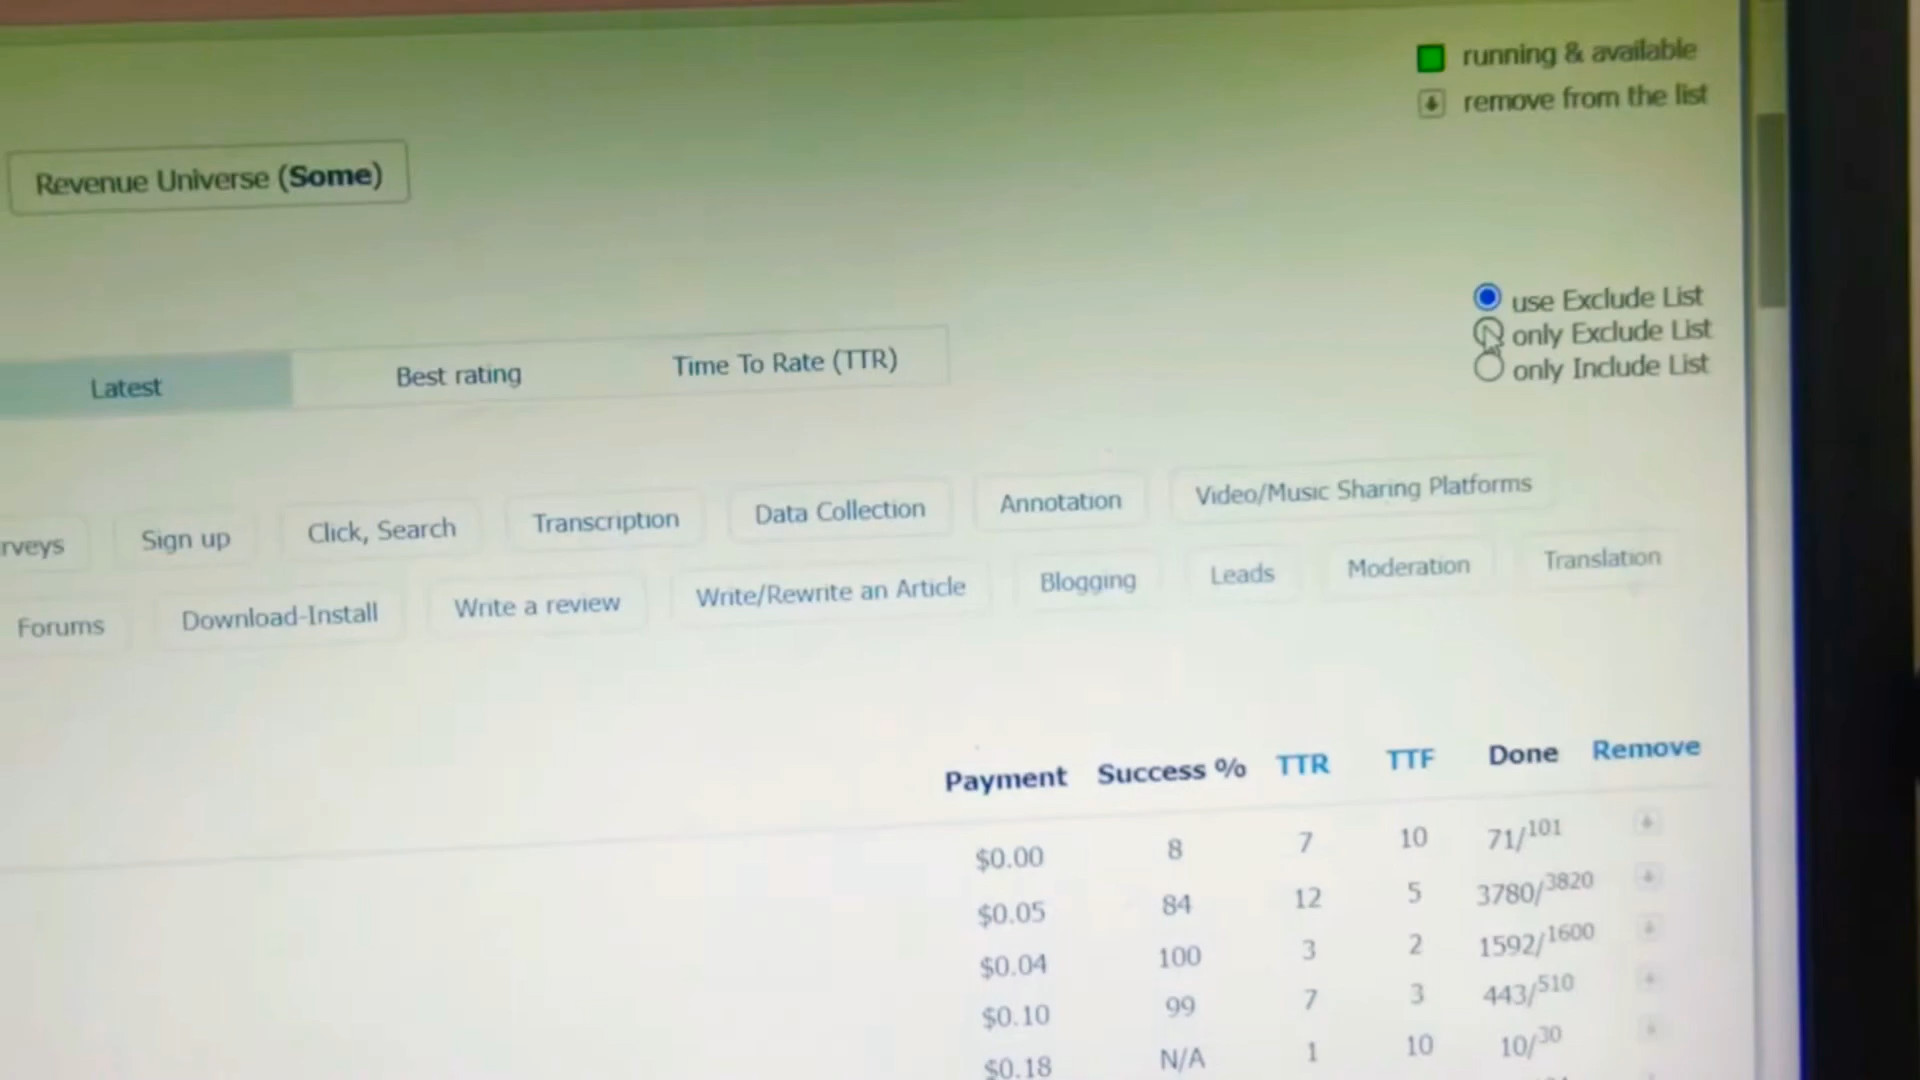 running & available
remove from the list
Revenue Universe (Some)
use Exclude List
only Exclude List
only Include List
Latest Best rating Time To Rate (TTR)
rveys Sign up Click, Search Transcription Data Collection Annotation Video/Music Sharing Platforms
Forums Download-Install Write a review Write/Rewrite an Article Blogging Leads Moderation Translation
Payment Success % TTR TTF Done Remove
$0.00 8 7 10 71/101
$0.05 84 12 5 3780/3820
$0.04 100 3 2 1592/1600
$0.10 99 7 3 443/510
$0.18 N/A 1 10 10/30